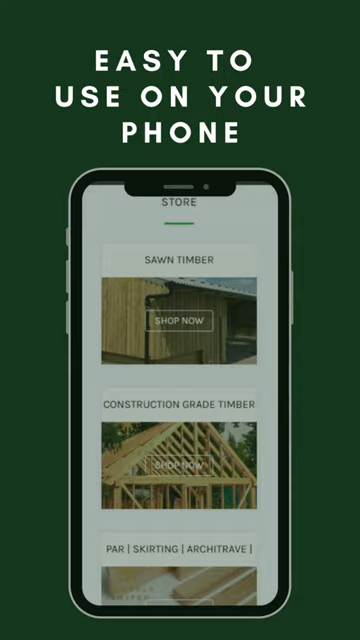 EASY TO
USE ON YOUR
PHONE
STORE
SAWN TIMBER
SHOP NOW
CONSTRUCTION GRADE TIMBER
SHOP NOW
PAR | SKIRTING | ARCHITRAVE |